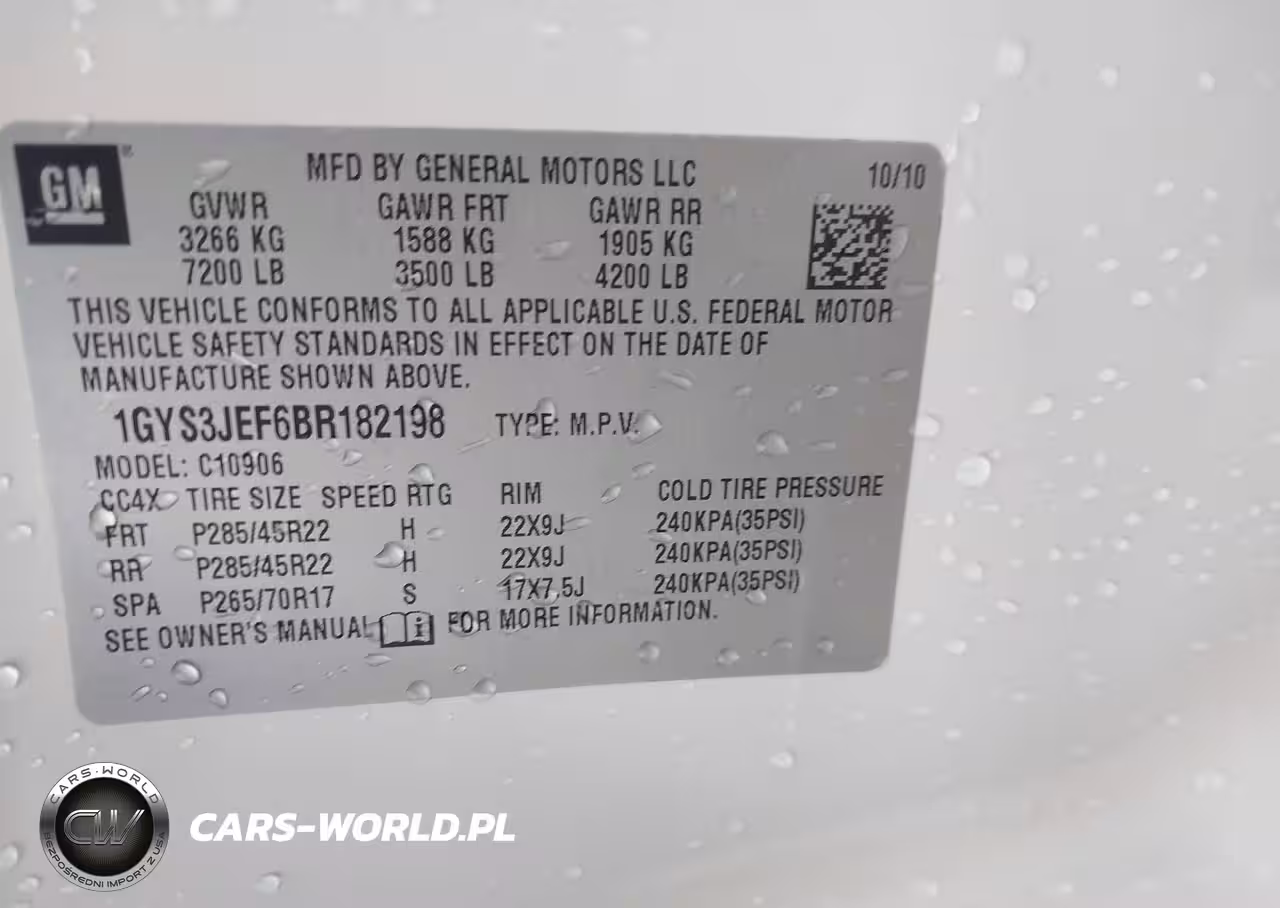 GM
MFD BY GENERAL MOTORS LLC 10/10
GVWR GAWR FRT GAWR RR
3266 KG 1588 KG 1905 KG
7200 LB 3500 LB 4200 LB
THIS VEHICLE CONFORMS TO ALL APPLICABLE U.S. FEDERAL MOTOR
VEHICLE SAFETY STANDARDS IN EFFECT ON THE DATE OF
MANUFACTURE SHOWN ABOVE.
1GYS3JEF6BR182198 TYPE: M.P.V.
MODEL: C10906
CC4X TIRE SIZE SPEED RTG RIM COLD TIRE PRESSURE
FRT P285/45R22 H 22X9J 240KPA(35PSI)
RR P285/45R22 H 22X9J 240KPA(35PSI)
SPA P265/70R17 S 17X7.5J 240KPA(35PSI)
SEE OWNER'S MANUAL i FOR MORE INFORMATION.
CARS-WORLD
CW
BEZPOŚREDNI IMPORT Z USA
CARS-WORLD.PL